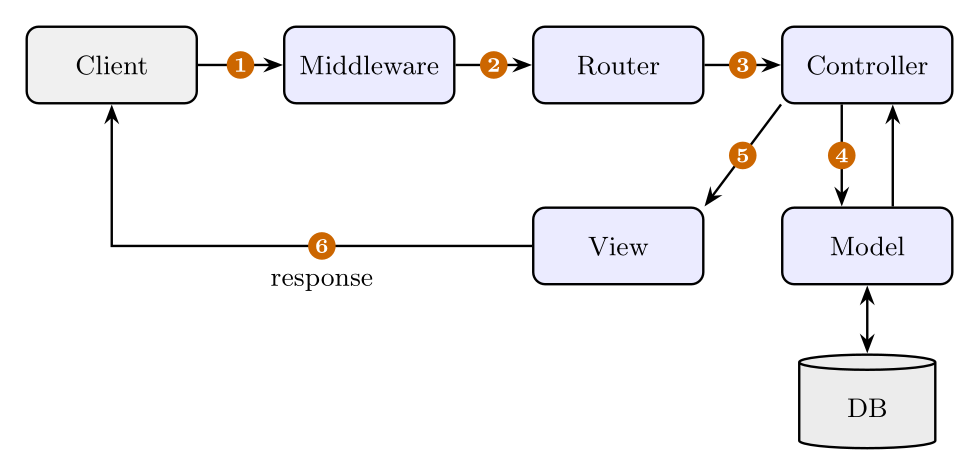 Client
1
Middleware
2
Router
3
Controller
5
4
6
response
View
Model
DB